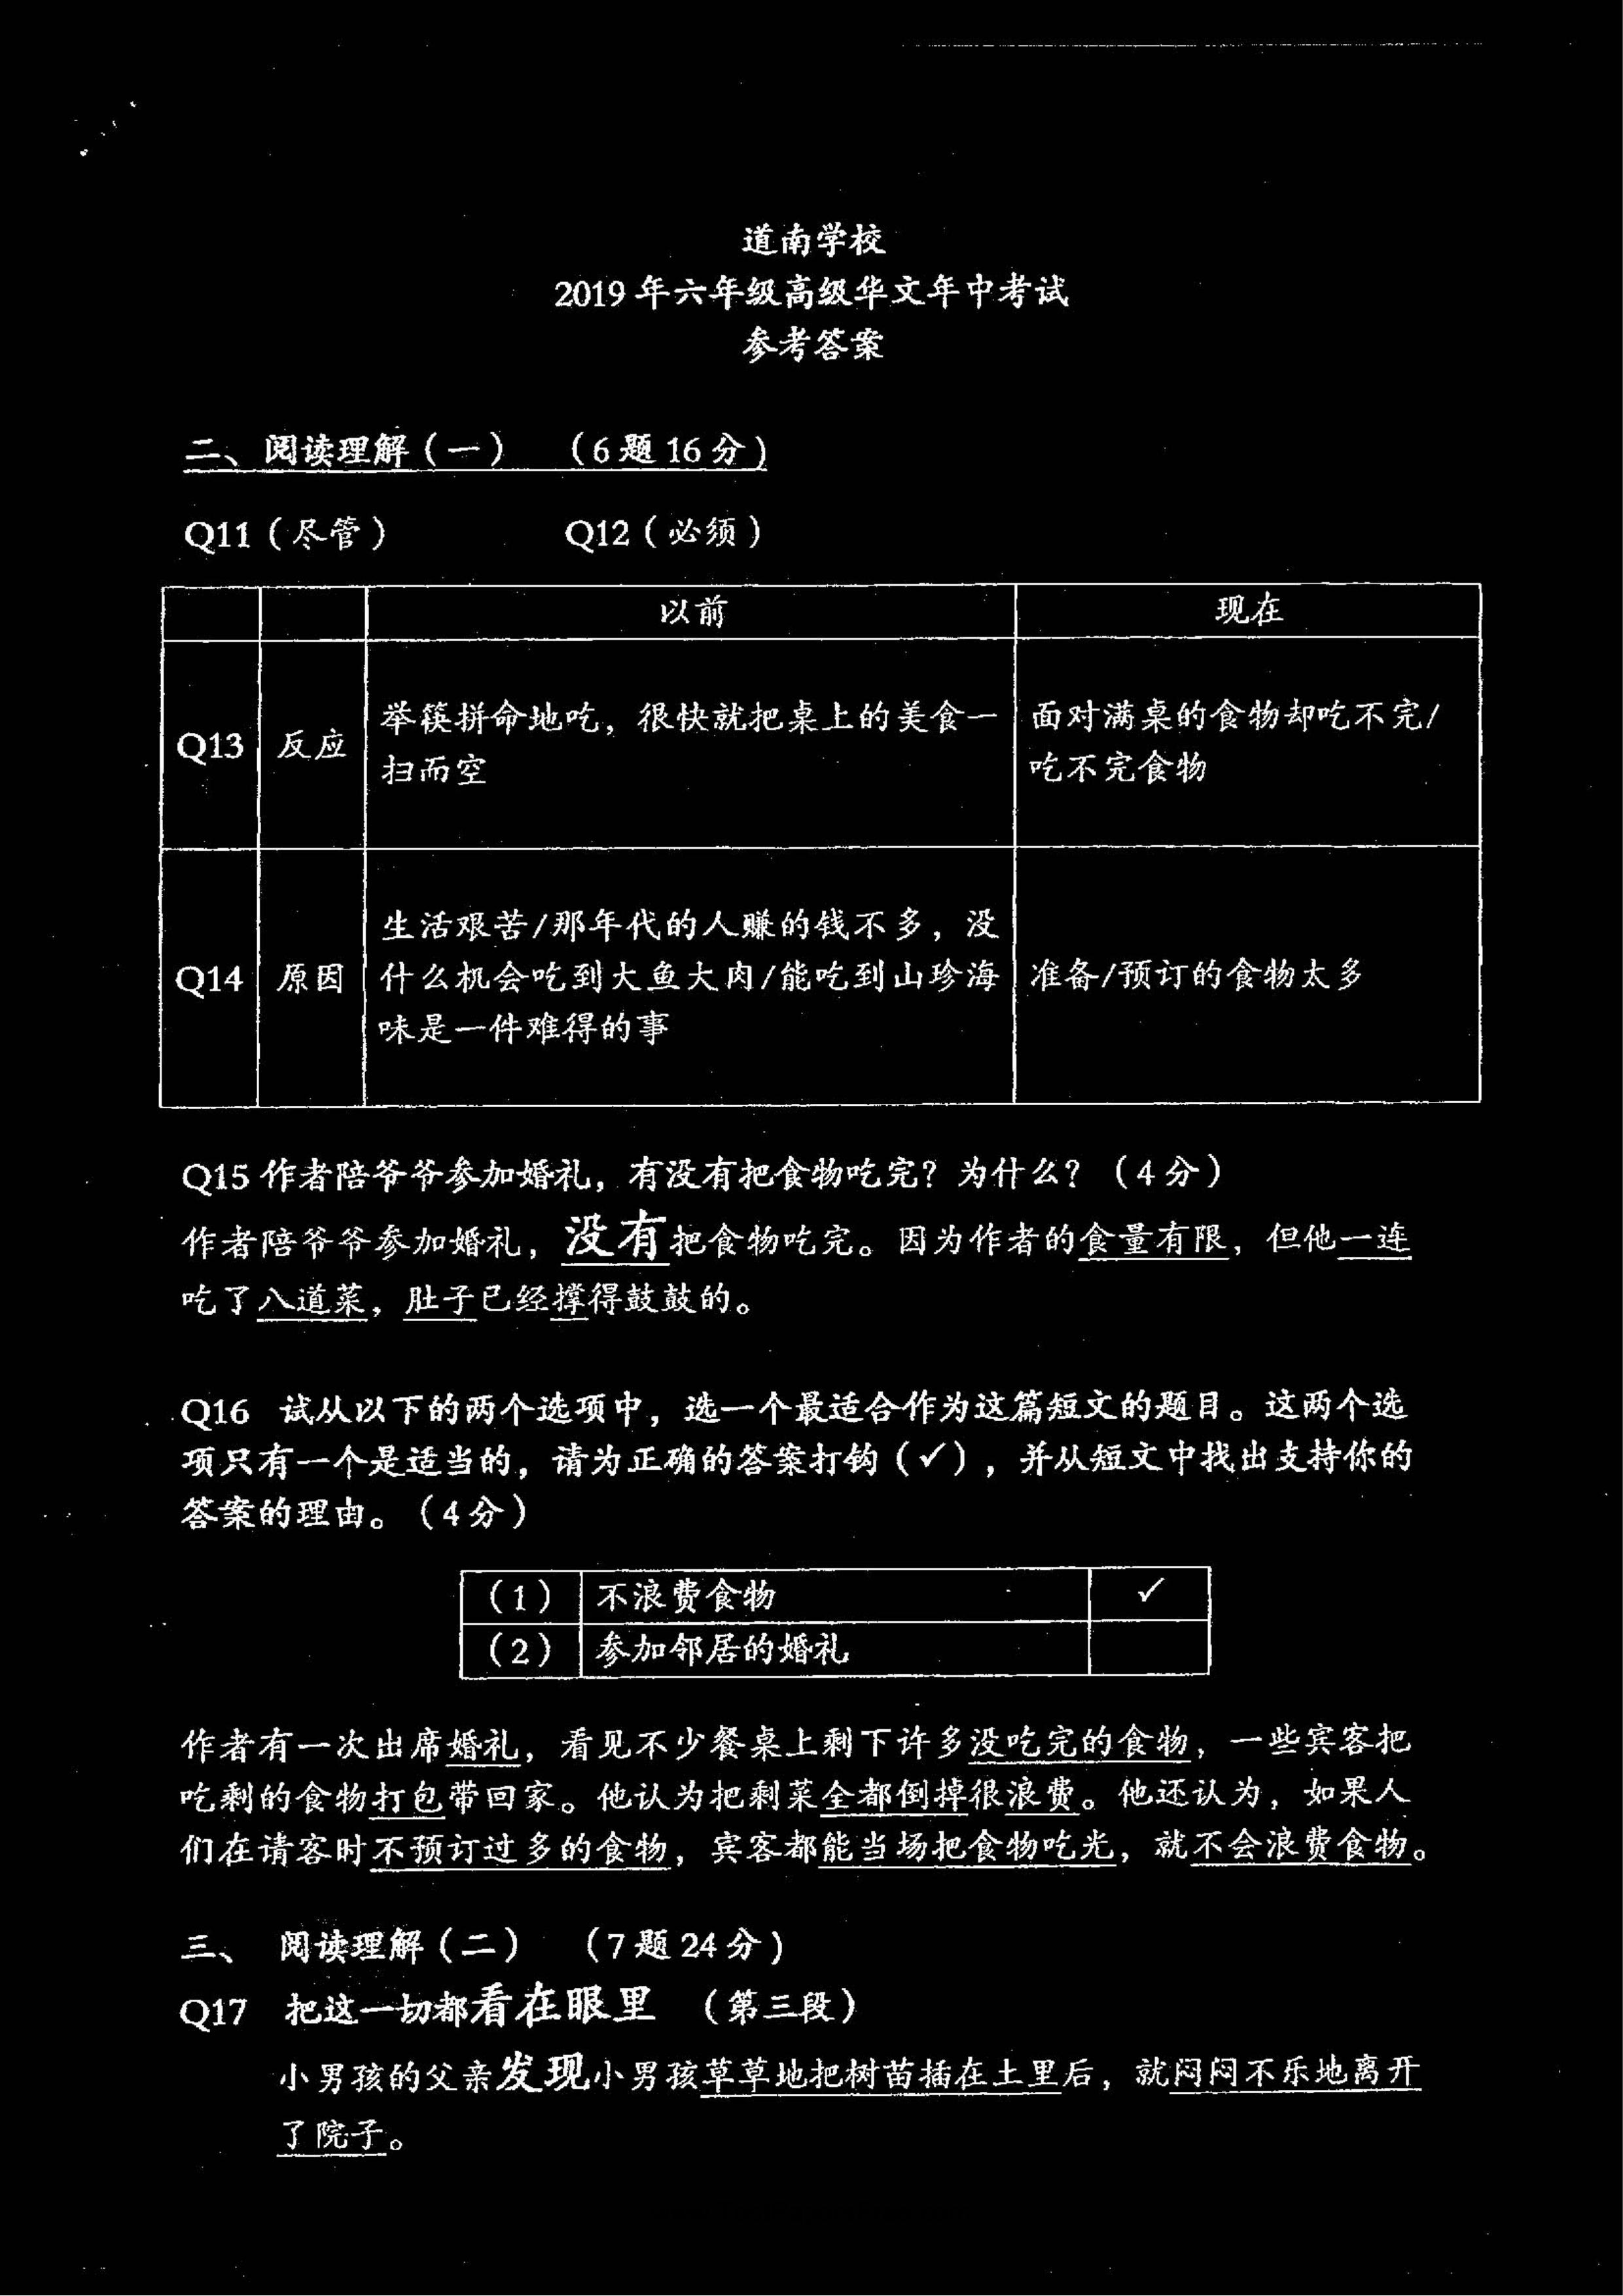 道南学校
2019年六年级高级华文年中考试
参考答案
二、阅读理解（一） （6题16分）
Q11（尽管） Q12（必须）
以前 现在
Q13 反应 举筷拼命地吃，很快就把桌上的美食一扫而空 面对满桌的食物却吃不完/吃不完食物
Q14 原因 生活艰苦/那年代的人赚的钱不多，没什么机会吃到大鱼大肉/能吃到山珍海味是一件难得的事 准备/预订的食物太多
Q15 作者陪爷爷参加婚礼，有没有把食物吃完？为什么？（4分）
作者陪爷爷参加婚礼，没有把食物吃完。因为作者的食量有限，但他一连
吃了八道菜，肚子已经撑得鼓鼓的。
Q16 试从以下的两个选项中，选一个最适合作为这篇短文的题目。这两个选
项只有一个是适当的，请为正确的答案打钩（✓），并从短文中找出支持你的
答案的理由。（4分）
（1） 不浪费食物 ✓
（2） 参加邻居的婚礼
作者有一次出席婚礼，看见不少餐桌上剩下许多没吃完的食物，一些宾客把
吃剩的食物打包带回家。他认为把剩菜全都倒掉很浪费。他还认为，如果人
们在请客时不预订过多的食物，宾客都能当场把食物吃光，就不会浪费食物。
三、 阅读理解（二） （7题24分）
Q17 把这一切都看在眼里 （第三段）
小男孩的父亲发现小男孩草草地把树苗插在土里后，就闷闷不乐地离开
了院子。